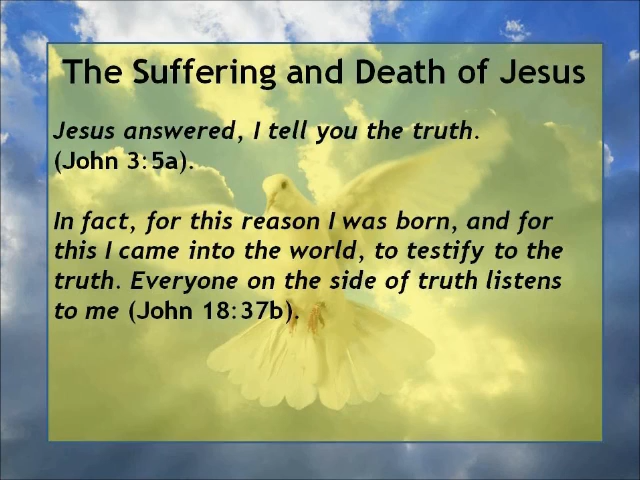 The Suffering and Death of Jesus
Jesus answered, I tell you the truth.
(John 3:5a).
In fact, for this reason I was born, and for
this I came into the world, to testify to the
truth. Everyone on the side of truth listens
to me (John 18:37b).